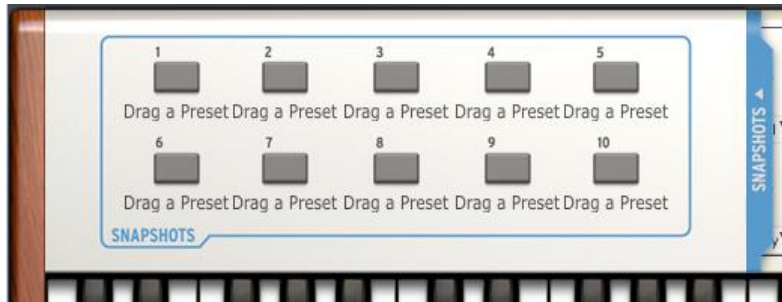 1 2 3 4 5
Drag a Preset Drag a Preset Drag a Preset Drag a Preset Drag a Preset
6 7 8 9 10
Drag a Preset Drag a Preset Drag a Preset Drag a Preset Drag a Preset
SNAPSHOTS
SNAPSHOTS ▲